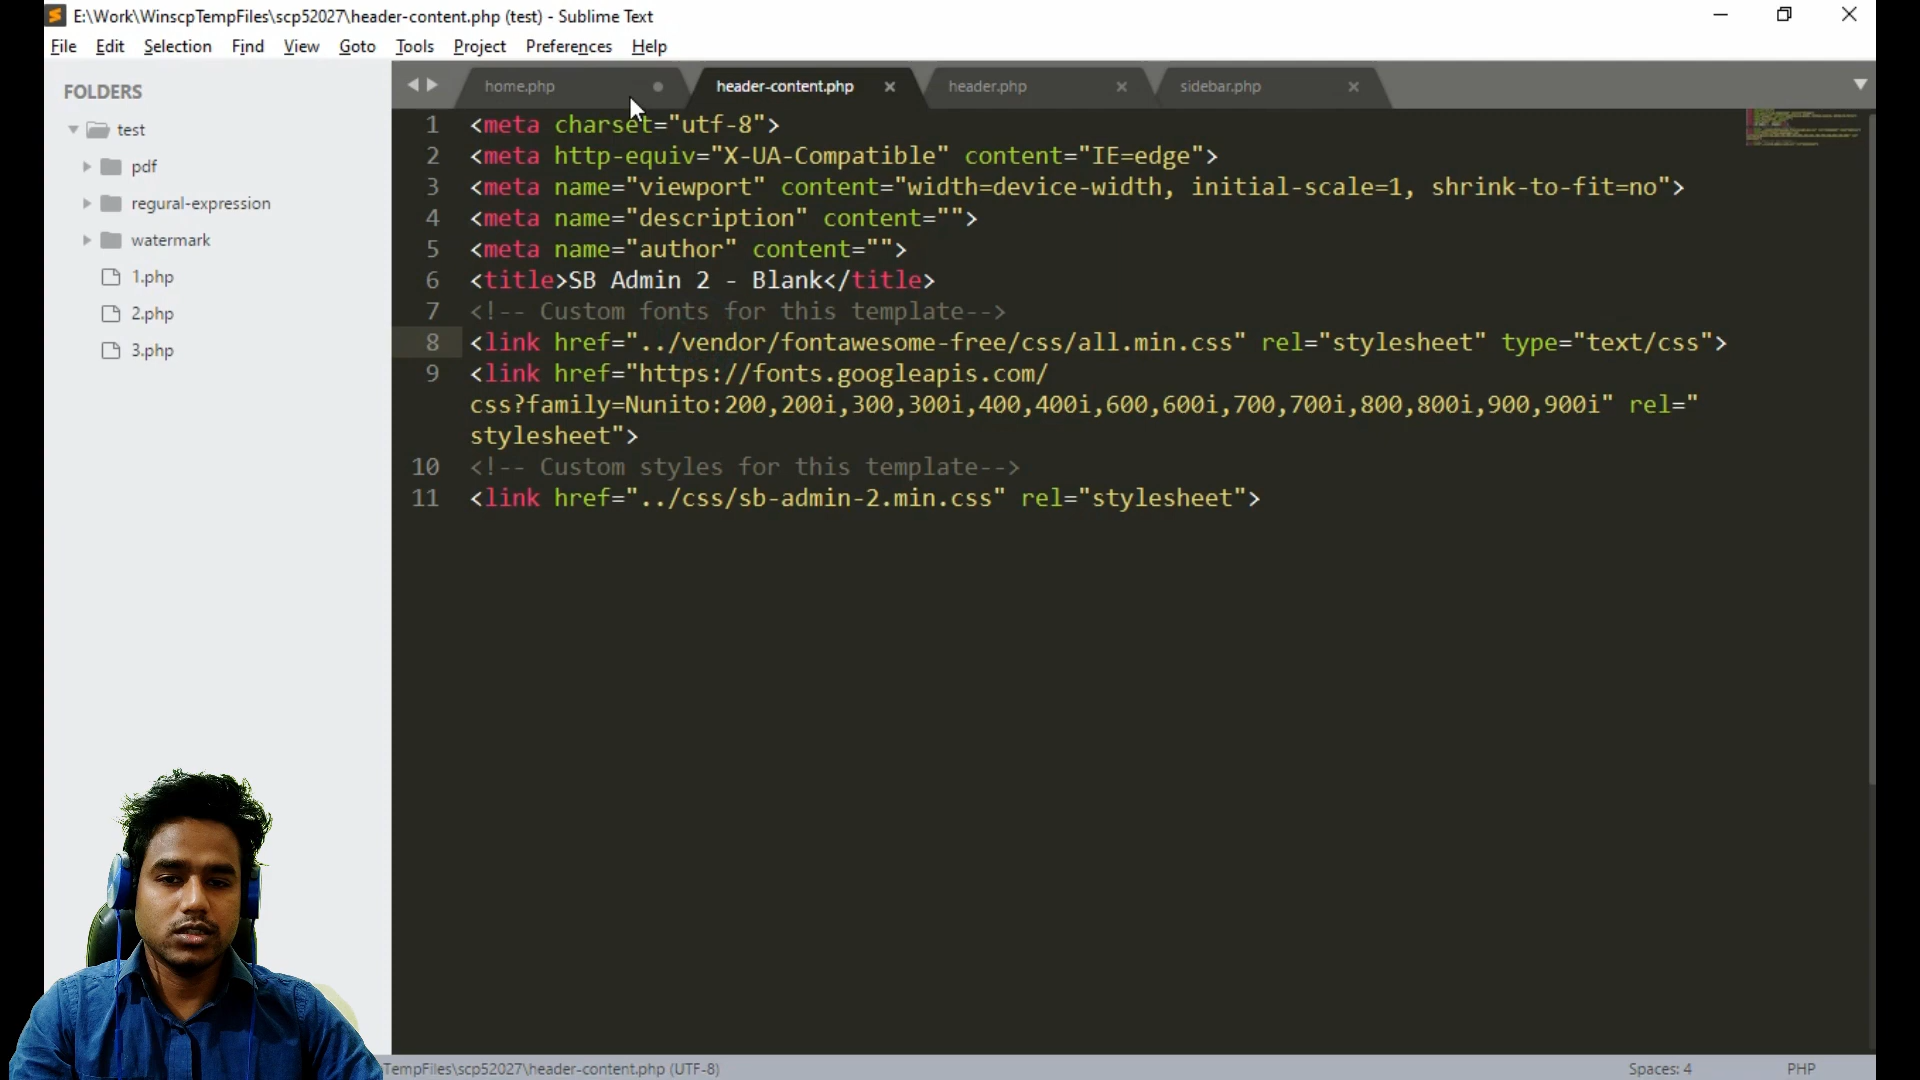 E:\Work\WinscpTempFiles\scp52027\header-content.php (test) - Sublime Text
File Edit Selection Find View Goto Tools Project Preferences Help
FOLDERS
test
pdf
regural-expression
watermark
1.php
2.php
3.php
home.php header-content.php header.php sidebar.php
1 <meta charset="utf-8">
2 <meta http-equiv="X-UA-Compatible" content="IE=edge">
3 <meta name="viewport" content="width=device-width, initial-scale=1, shrink-to-fit=no">
4 <meta name="description" content="">
5 <meta name="author" content="">
6 <title>SB Admin 2 - Blank</title>
7 <!-- Custom fonts for this template-->
8 <link href="../vendor/fontawesome-free/css/all.min.css" rel="stylesheet" type="text/css">
9 <link href="https://fonts.googleapis.com/
css?family=Nunito:200,200i,300,300i,400,400i,600,600i,700,700i,800,800i,900,900i" rel="
stylesheet">
10 <!-- Custom styles for this template-->
11 <link href="../css/sb-admin-2.min.css" rel="stylesheet">
TempFiles\scp52027\header-content.php (UTF-8) Spaces: 4 PHP